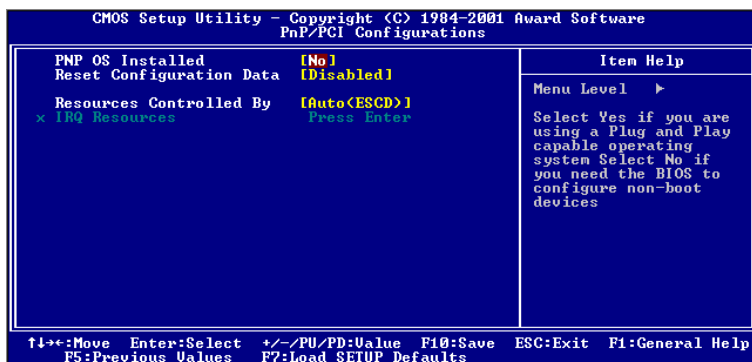 CMOS Setup Utility - Copyright (C) 1984-2001 Award Software
PnP/PCI Configurations
PNP OS Installed [No]
Reset Configuration Data [Disabled]
Resources Controlled By [Auto(ESCD)]
x IRQ Resources Press Enter
Item Help
Menu Level ▶
Select Yes if you are
using a Plug and Play
capable operating
system Select No if
you need the BIOS to
configure non-boot
devices
↑↓→←:Move Enter:Select +/-/PU/PD:Value F10:Save ESC:Exit F1:General Help
F5:Previous Values F7:Load SETUP Defaults